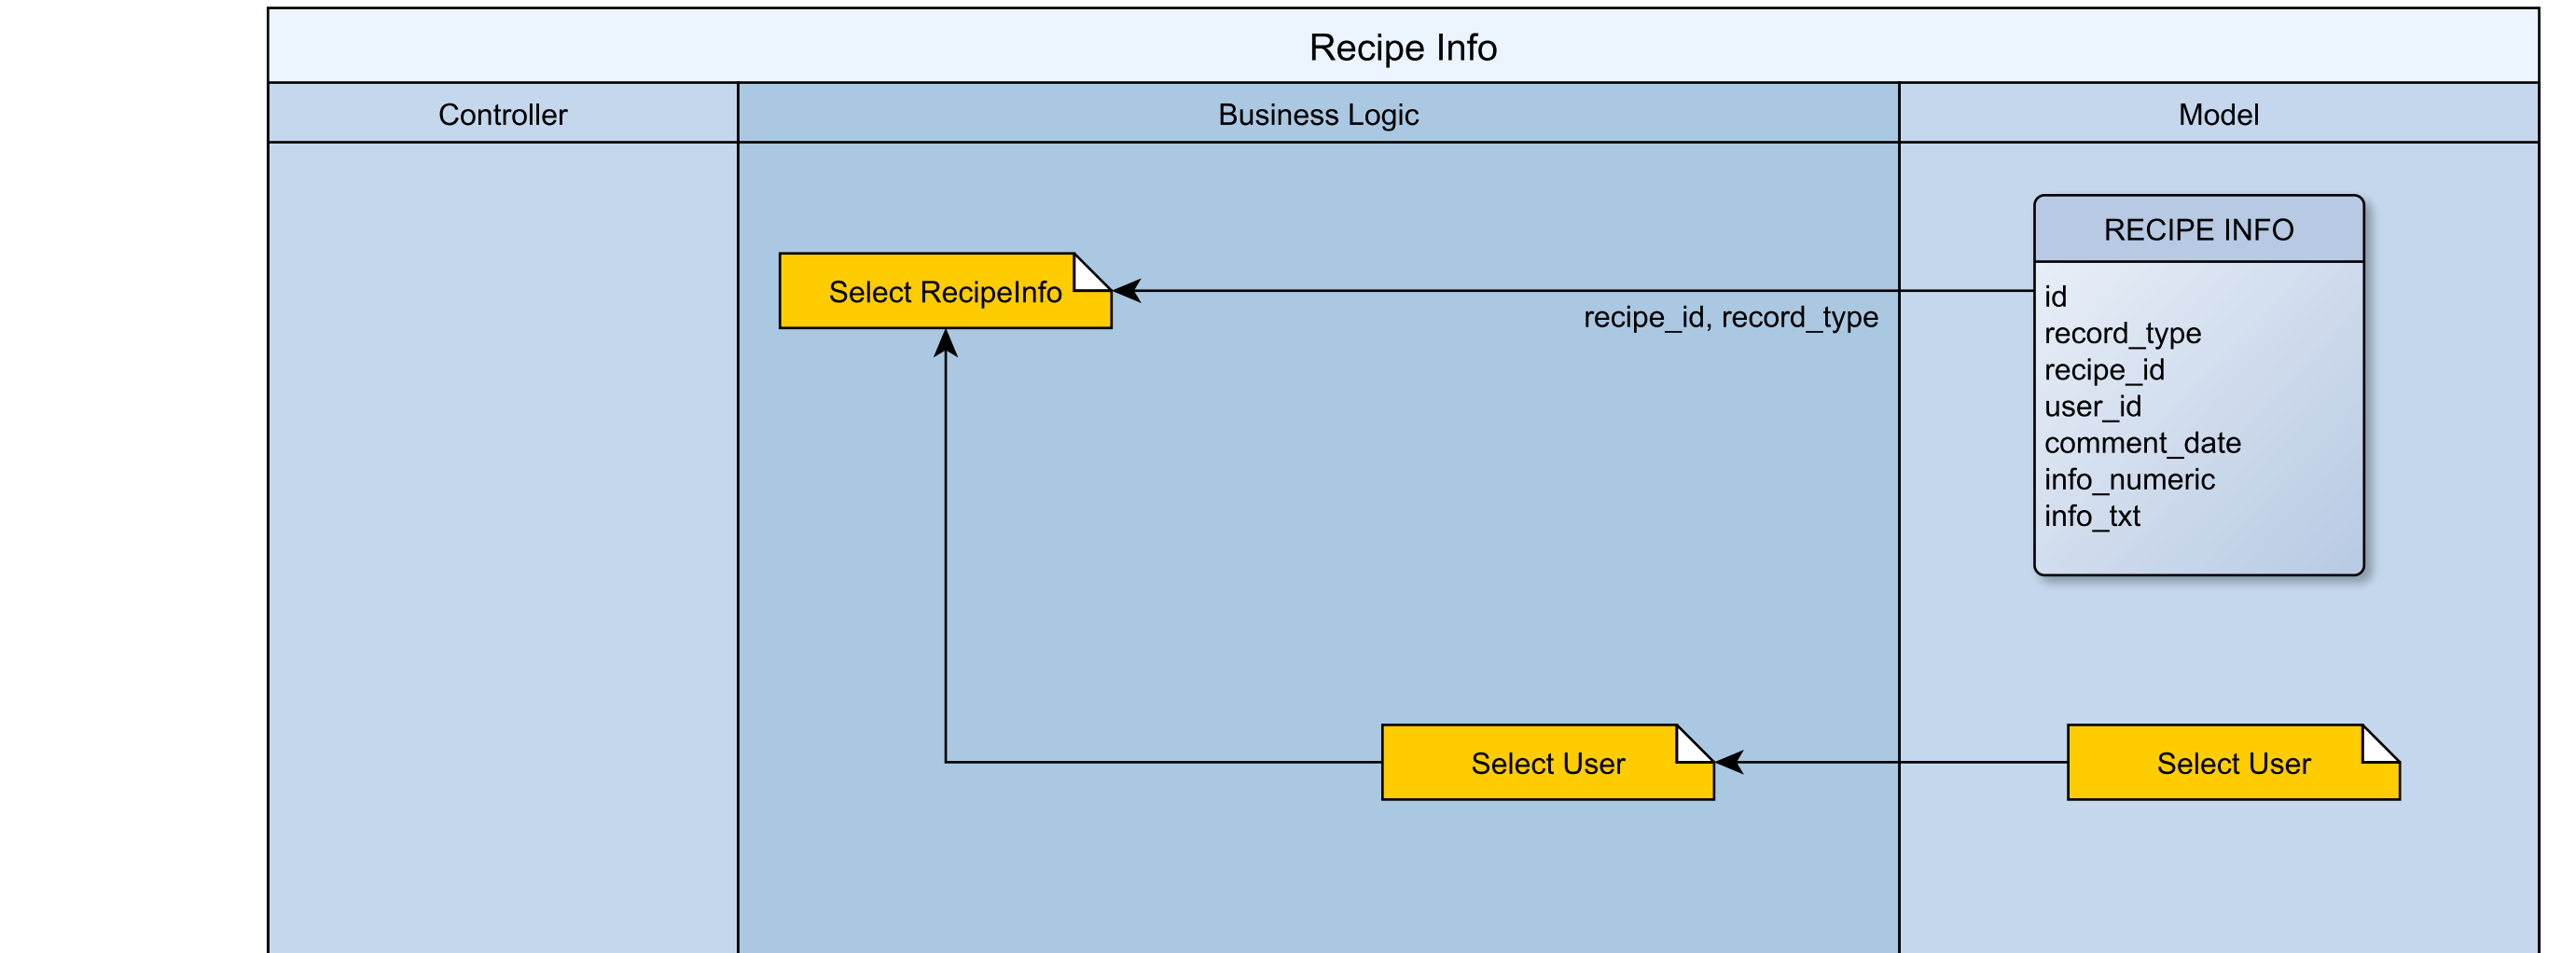 Recipe Info
Controller
Business Logic
Model
RECIPE INFO
id
record_type
recipe_id
user_id
comment_date
info_numeric
info_txt
Select RecipeInfo
recipe_id, record_type
Select User
Select User